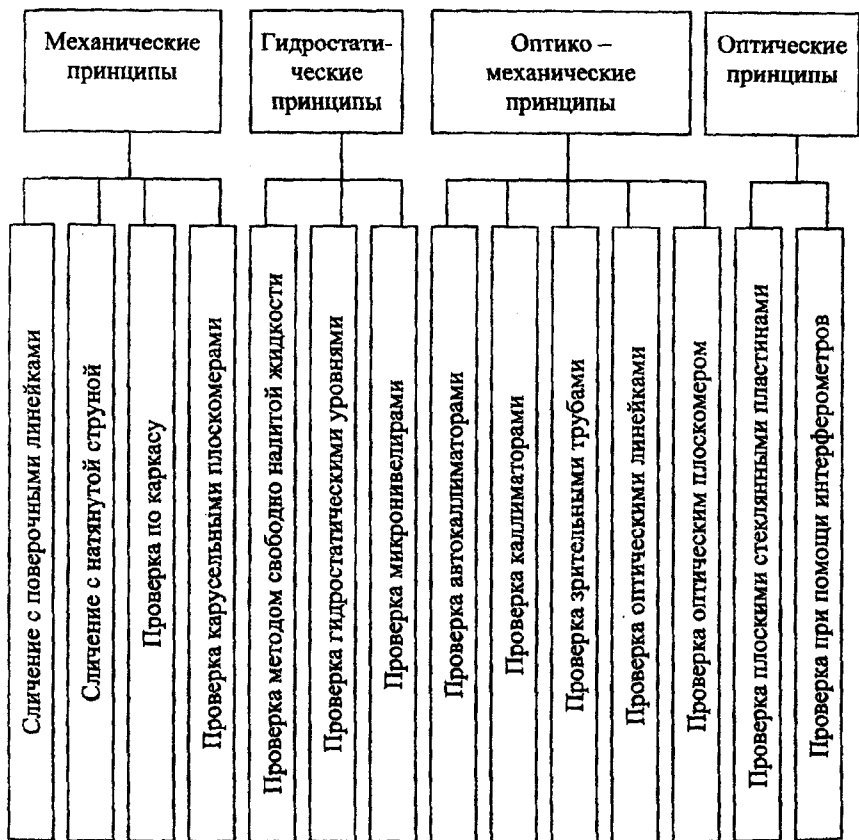 Механические
принципы
Гидростати-
ческие
принципы
Оптико –
механические
принципы
Оптические
принципы
Сличение с поверочными линейками
Сличение с натянутой струной
Проверка по каркасу
Проверка карусельными плоскомерами
Проверка методом свободно налитой жидкости
Проверка гидростатическими уровнями
Проверка микронивелирами
Проверка автокаллиматорами
Проверка каллиматорами
Проверка зрительными трубами
Проверка оптическими линейками
Проверка оптическим плоскомером
Проверка плоскими стеклянными пластинами
Проверка при помощи интерферометров